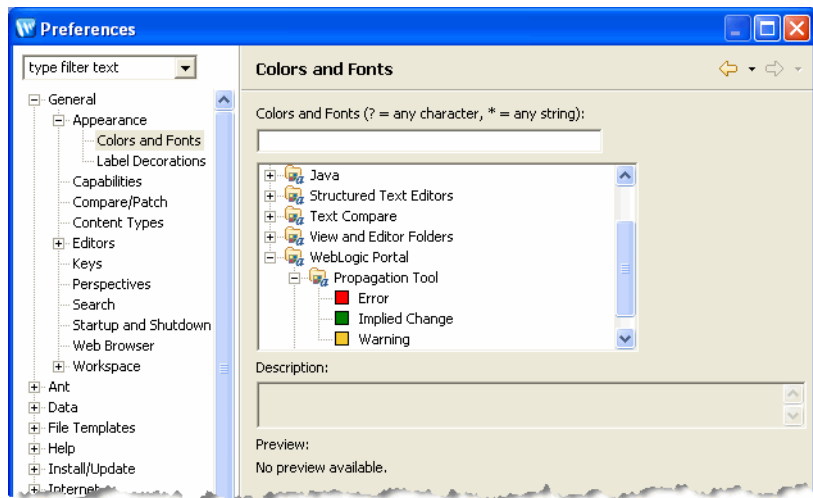 Preferences
type filter text
General
Appearance
Colors and Fonts
Label Decorations
Capabilities
Compare/Patch
Content Types
Editors
Keys
Perspectives
Search
Startup and Shutdown
Web Browser
Workspace
Ant
Data
File Templates
Help
Install/Update
Internet
Colors and Fonts
Colors and Fonts (? = any character, * = any string):
Java
Structured Text Editors
Text Compare
View and Editor Folders
WebLogic Portal
Propagation Tool
Error
Implied Change
Warning
Description:
Preview:
No preview available.